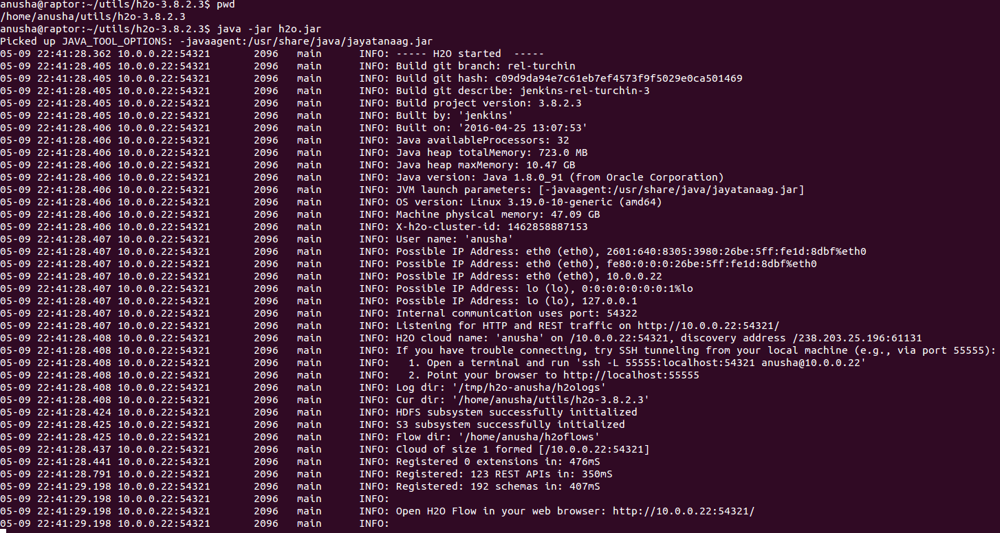 anusha@raptor:~/utils/h2o-3.8.2.3$ pwd
/home/anusha/utils/h2o-3.8.2.3
anusha@raptor:~/utils/h2o-3.8.2.3$ java -jar h2o.jar
Picked up JAVA_TOOL_OPTIONS: -javaagent:/usr/share/java/jayatanaag.jar
05-09 22:41:28.362 10.0.0.22:54321       2096   main      INFO: ----- H2O started  -----
05-09 22:41:28.405 10.0.0.22:54321       2096   main      INFO: Build git branch: rel-turchin
05-09 22:41:28.405 10.0.0.22:54321       2096   main      INFO: Build git hash: c09d9da94e7c61eb7ef4573f9f5029e0ca501469
05-09 22:41:28.405 10.0.0.22:54321       2096   main      INFO: Build git describe: jenkins-rel-turchin-3
05-09 22:41:28.405 10.0.0.22:54321       2096   main      INFO: Build project version: 3.8.2.3
05-09 22:41:28.405 10.0.0.22:54321       2096   main      INFO: Built by: 'jenkins'
05-09 22:41:28.406 10.0.0.22:54321       2096   main      INFO: Built on: '2016-04-25 13:07:53'
05-09 22:41:28.406 10.0.0.22:54321       2096   main      INFO: Java availableProcessors: 32
05-09 22:41:28.406 10.0.0.22:54321       2096   main      INFO: Java heap totalMemory: 723.0 MB
05-09 22:41:28.406 10.0.0.22:54321       2096   main      INFO: Java heap maxMemory: 10.47 GB
05-09 22:41:28.406 10.0.0.22:54321       2096   main      INFO: Java version: Java 1.8.0_91 (from Oracle Corporation)
05-09 22:41:28.406 10.0.0.22:54321       2096   main      INFO: JVM launch parameters: [-javaagent:/usr/share/java/jayatanaag.jar]
05-09 22:41:28.406 10.0.0.22:54321       2096   main      INFO: OS version: Linux 3.19.0-10-generic (amd64)
05-09 22:41:28.406 10.0.0.22:54321       2096   main      INFO: Machine physical memory: 47.09 GB
05-09 22:41:28.406 10.0.0.22:54321       2096   main      INFO: X-h2o-cluster-id: 1462858887153
05-09 22:41:28.407 10.0.0.22:54321       2096   main      INFO: User name: 'anusha'
05-09 22:41:28.407 10.0.0.22:54321       2096   main      INFO: Possible IP Address: eth0 (eth0), 2601:640:8305:3980:26be:5ff:fe1d:8dbf%eth0
05-09 22:41:28.407 10.0.0.22:54321       2096   main      INFO: Possible IP Address: eth0 (eth0), fe80:0:0:0:26be:5ff:fe1d:8dbf%eth0
05-09 22:41:28.407 10.0.0.22:54321       2096   main      INFO: Possible IP Address: eth0 (eth0), 10.0.0.22
05-09 22:41:28.407 10.0.0.22:54321       2096   main      INFO: Possible IP Address: lo (lo), 0:0:0:0:0:0:0:1%lo
05-09 22:41:28.407 10.0.0.22:54321       2096   main      INFO: Possible IP Address: lo (lo), 127.0.0.1
05-09 22:41:28.407 10.0.0.22:54321       2096   main      INFO: Internal communication uses port: 54322
05-09 22:41:28.407 10.0.0.22:54321       2096   main      INFO: Listening for HTTP and REST traffic on http://10.0.0.22:54321/
05-09 22:41:28.408 10.0.0.22:54321       2096   main      INFO: H2O cloud name: 'anusha' on /10.0.0.22:54321, discovery address /238.203.25.196:61131
05-09 22:41:28.408 10.0.0.22:54321       2096   main      INFO: If you have trouble connecting, try SSH tunneling from your local machine (e.g., via port 55555):
05-09 22:41:28.408 10.0.0.22:54321       2096   main      INFO:   1. Open a terminal and run 'ssh -L 55555:localhost:54321 anusha@10.0.0.22'
05-09 22:41:28.408 10.0.0.22:54321       2096   main      INFO:   2. Point your browser to http://localhost:55555
05-09 22:41:28.408 10.0.0.22:54321       2096   main      INFO: Log dir: '/tmp/h2o-anusha/h2ologs'
05-09 22:41:28.408 10.0.0.22:54321       2096   main      INFO: Cur dir: '/home/anusha/utils/h2o-3.8.2.3'
05-09 22:41:28.424 10.0.0.22:54321       2096   main      INFO: HDFS subsystem successfully initialized
05-09 22:41:28.425 10.0.0.22:54321       2096   main      INFO: S3 subsystem successfully initialized
05-09 22:41:28.425 10.0.0.22:54321       2096   main      INFO: Flow dir: '/home/anusha/h2oflows'
05-09 22:41:28.437 10.0.0.22:54321       2096   main      INFO: Cloud of size 1 formed [/10.0.0.22:54321]
05-09 22:41:28.441 10.0.0.22:54321       2096   main      INFO: Registered 0 extensions in: 476mS
05-09 22:41:28.791 10.0.0.22:54321       2096   main      INFO: Registered: 123 REST APIs in: 350mS
05-09 22:41:29.198 10.0.0.22:54321       2096   main      INFO: Registered: 192 schemas in: 407mS
05-09 22:41:29.198 10.0.0.22:54321       2096   main      INFO:
05-09 22:41:29.198 10.0.0.22:54321       2096   main      INFO: Open H2O Flow in your web browser: http://10.0.0.22:54321/
05-09 22:41:29.198 10.0.0.22:54321       2096   main      INFO: